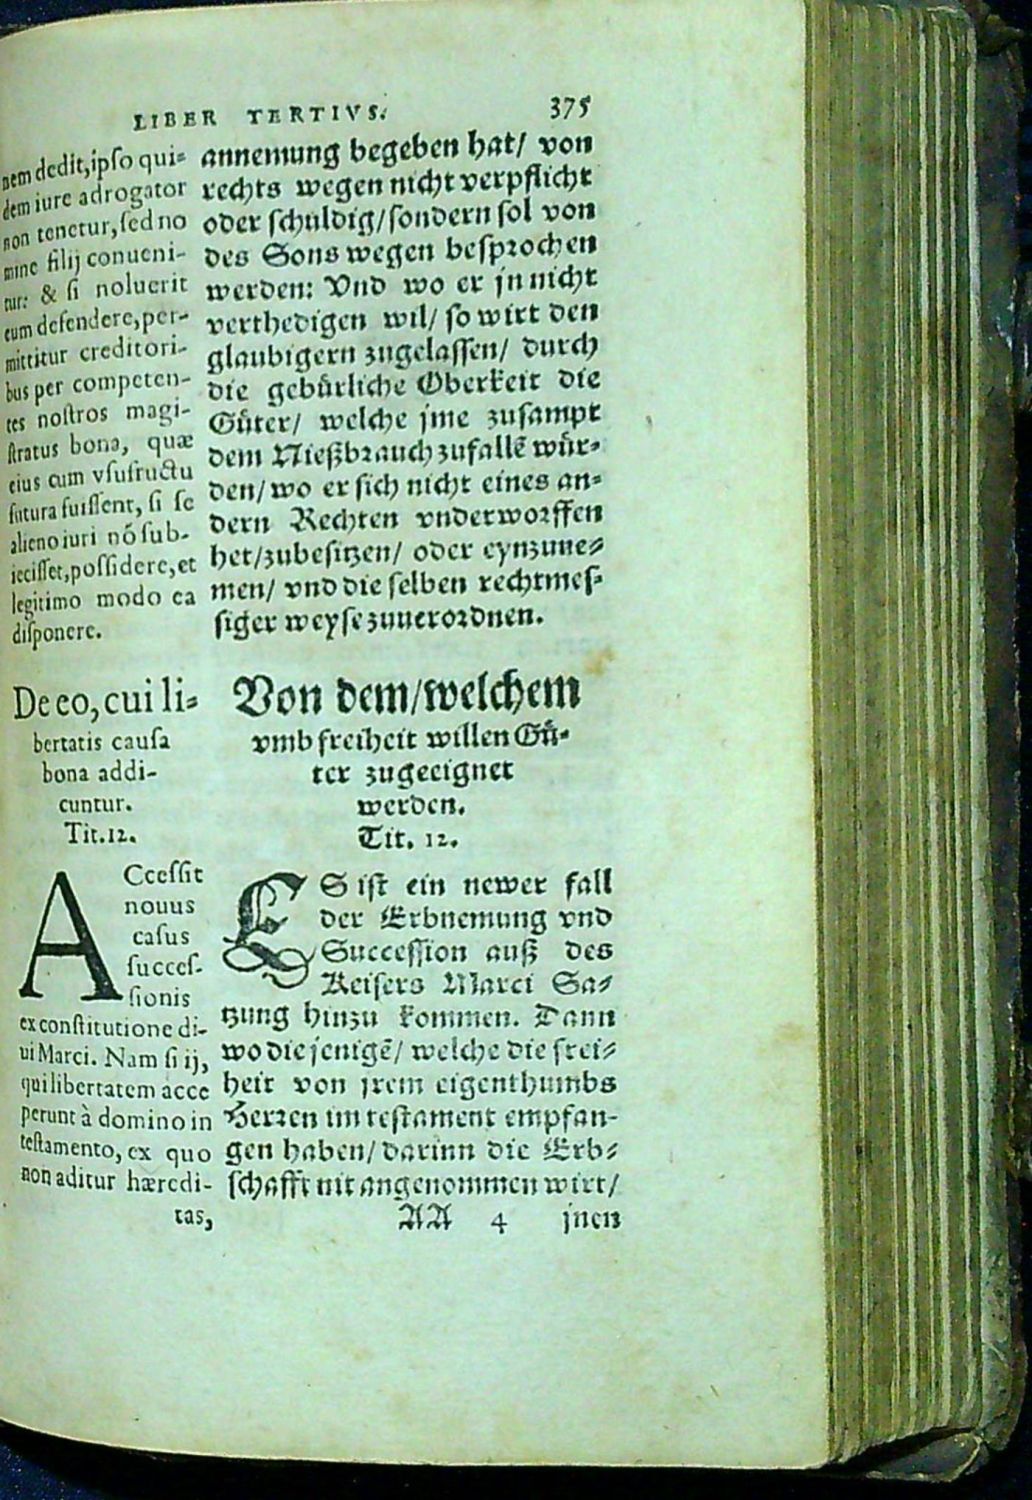 LIBER TERTIVS. 375
nem dedit, ipſo qui⸗
dem iure adrogator
non tenetur, ſed no
mine filij conueni-
tur: & ſi noluerit
eum defendere, per-
mittitur creditori-
bus per competen-
tes noſtros magi-
ſtratus bona, quæ
eius cum vſufructu
futura fuiſſent, ſi ſe
alieno iuri nõ ſub-
ieciſſet, poſſidere, et
legitimo modo ea
diſponere.
De eo, cui li⸗
bertatis cauſa
bona addi-
cuntur.
Tit. 12.
ACceſſit
nouus
caſus
ſucceſ-
ſionis
ex conſtitutione di-
ui Marci. Nam ſi ij,
qui libertatem acce
perunt à domino in
teſtamento, ex quo
non aditur hæredi-
tas,
annemung begeben hat/ von
rechts wegen nicht verpflicht
oder ſchuldig/ ſondern ſol von
des Sons wegen beſprochen
werden: Vnd wo er jn nicht
verthedigen wil/ ſo wirt den
glaubigern zugelaſſen/ durch
die gebuͤrliche Oberkeit die
Guͤter/ welche jme zuſampt
dem Nießbrauch zufallẽ wuͤr⸗
den/ wo er ſich nicht eines an⸗
dern Rechten vnderworffen
het/ zubeſitzen/ oder eynzune⸗
men/ vnd die ſelben rechtmeſ⸗
ſiger weyſe zuuerordnen.
Von dem/ welchem
vmb freiheit willen Guͤ⸗
ter zugeeignet
werden.
Tit. 12.
ES iſt ein newer fall
der Erbnemung vnd
Succeſſion auß des
Keiſers Marci Sa⸗
tzung hinzu kommen. Dann
wo die jenigẽ/ welche die frei⸗
heit von jrem eigenthumbs
Herren im teſtament empfan-
gen haben/ darinn die Erb⸗
ſchafft nit angenommen wirt/
AA 4 jnen